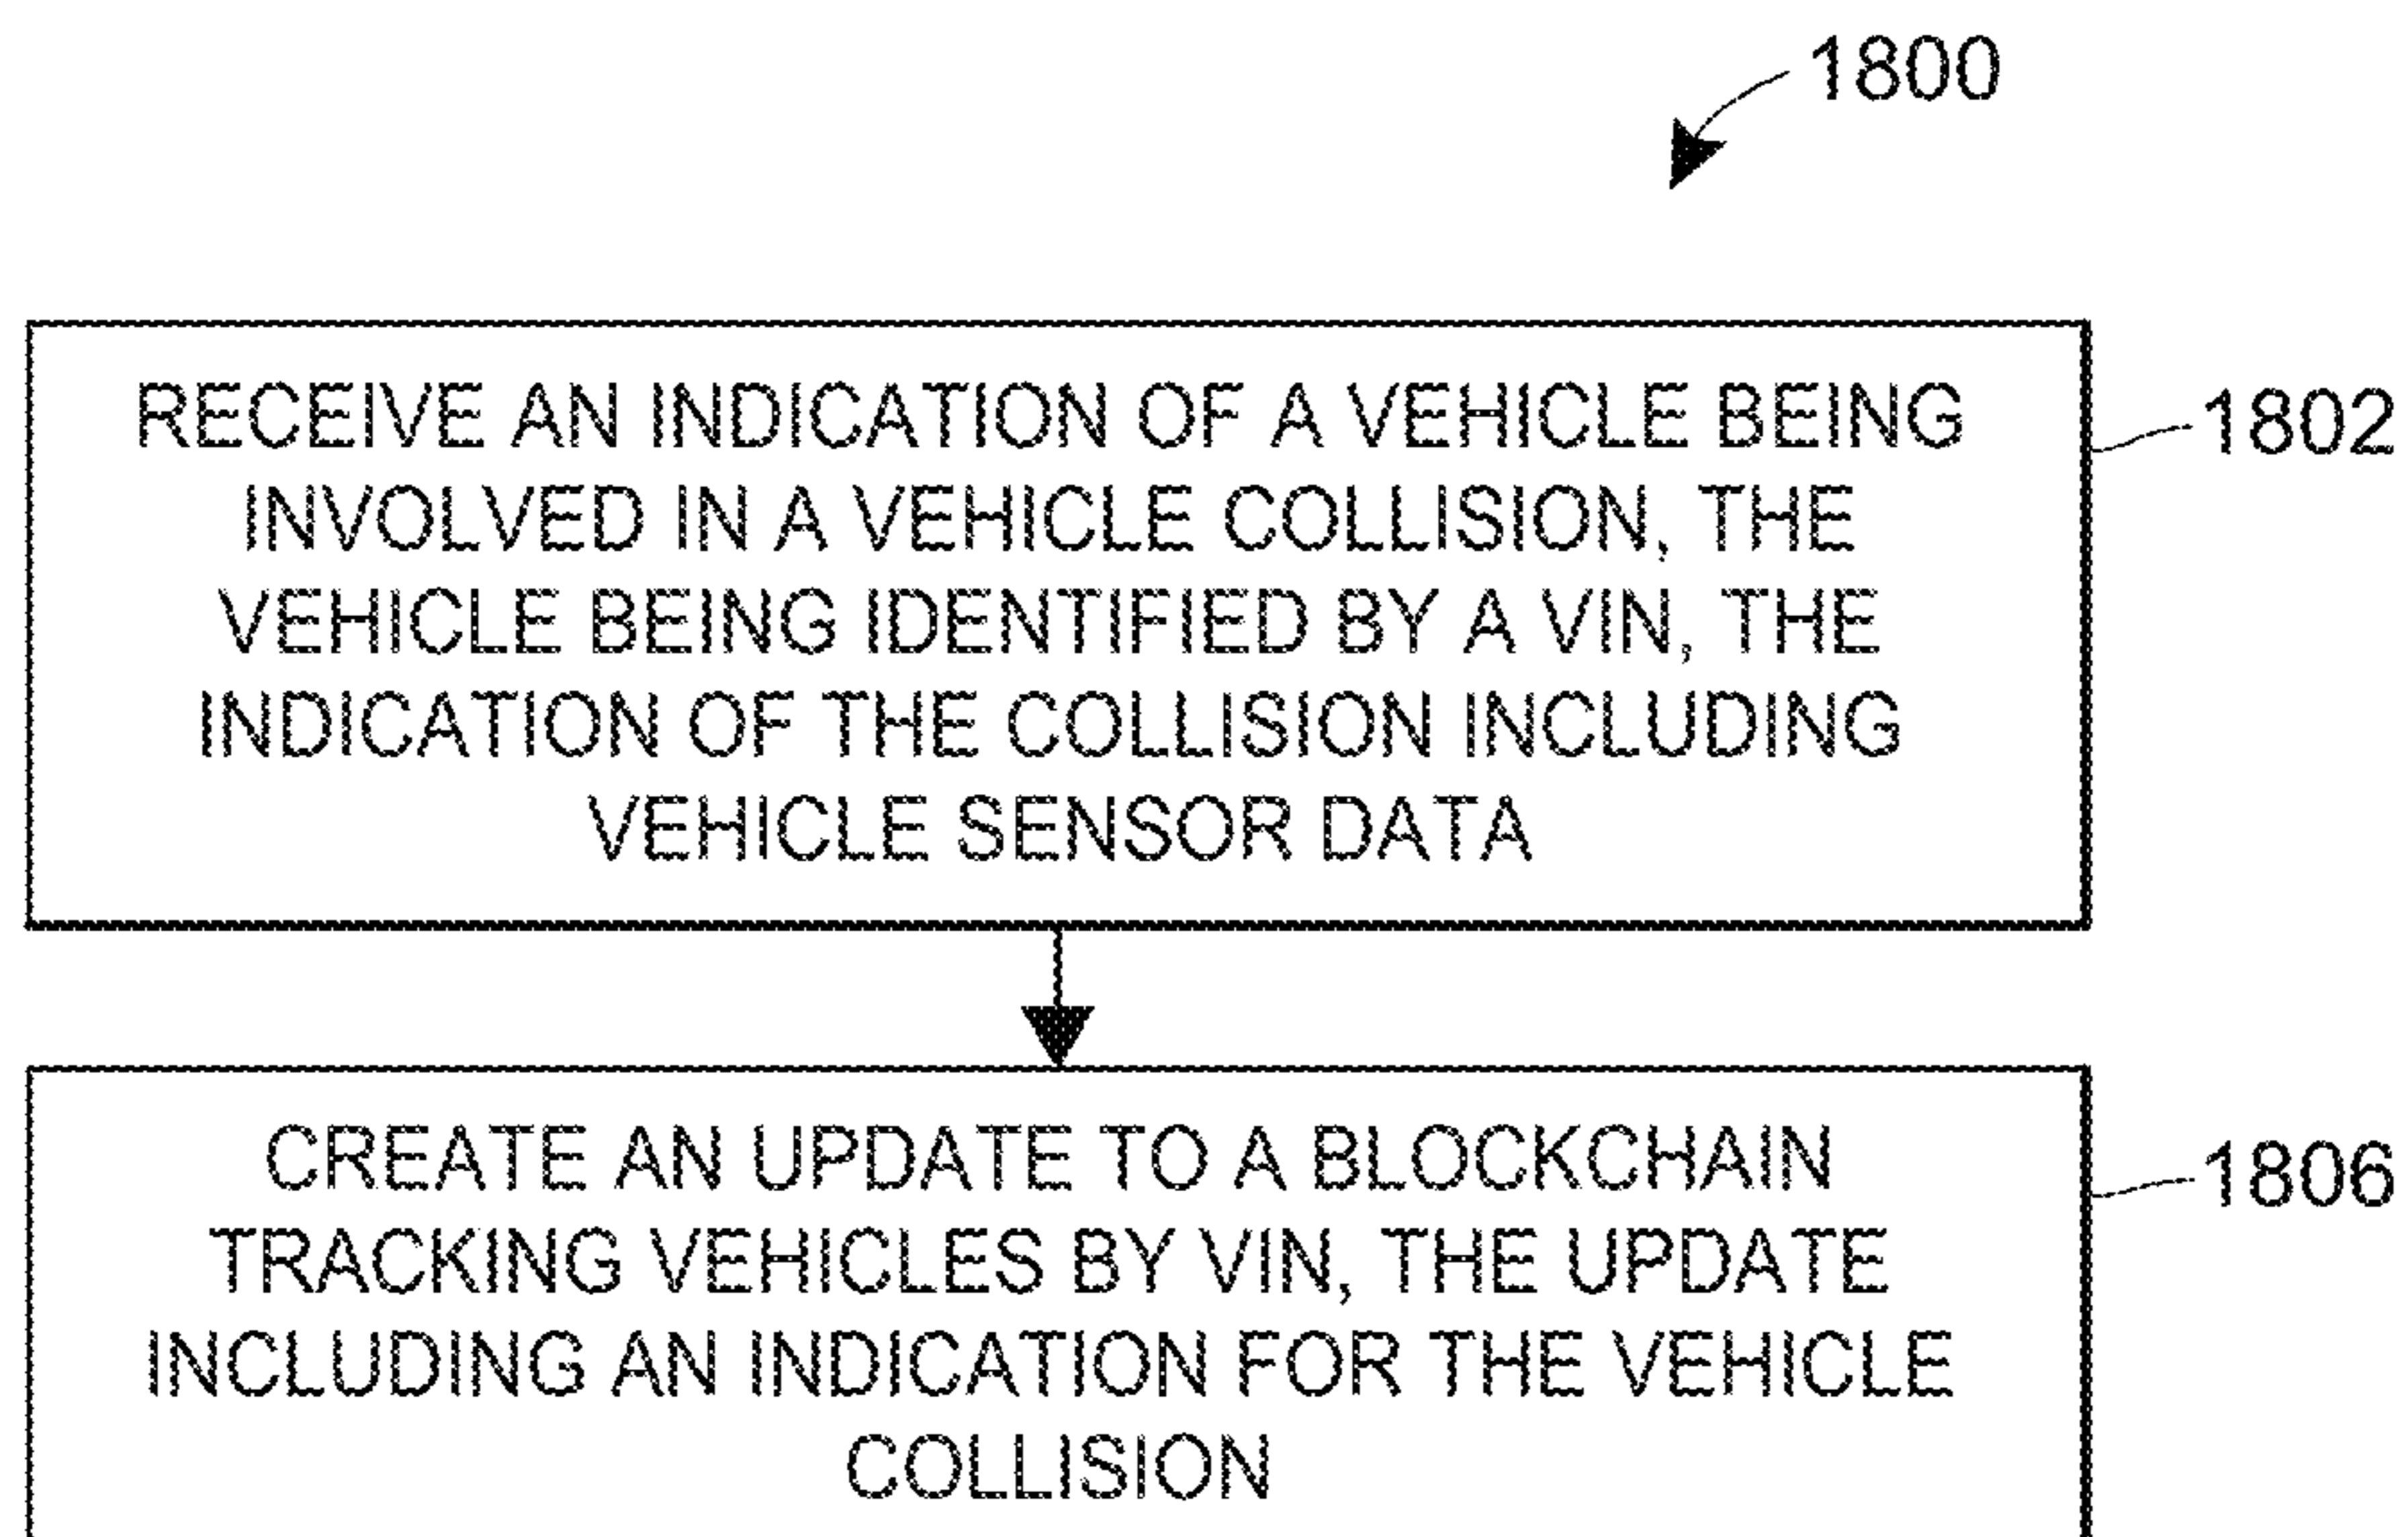 1800
RECEIVE AN INDICATION OF A VEHICLE BEING
INVOLVED IN A VEHICLE COLLISION, THE
VEHICLE BEING IDENTIFIED BY A VIN, THE
INDICATION OF THE COLLISION INCLUDING
VEHICLE SENSOR DATA
1802
CREATE AN UPDATE TO A BLOCKCHAIN
TRACKING VEHICLES BY VIN, THE UPDATE
INCLUDING AN INDICATION FOR THE VEHICLE
COLLISION
1806